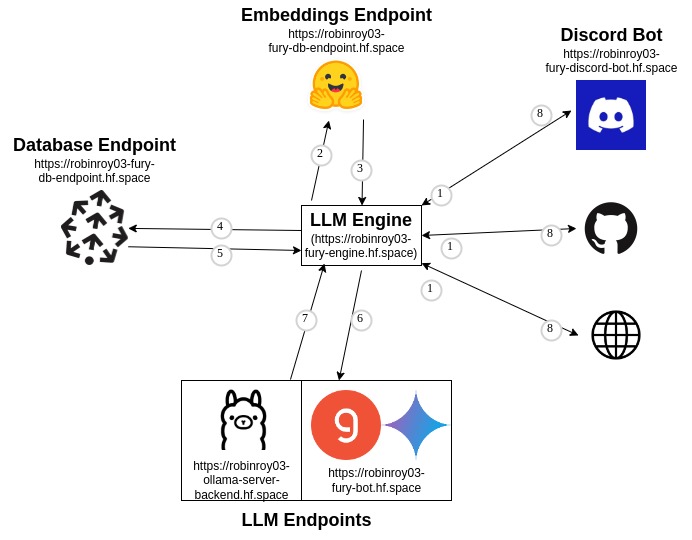 Embeddings Endpoint
https://robinroy03-
fury-db-endpoint.hf.space
Discord Bot
https://robinroy03-
fury-discord-bot.hf.space
8
Database Endpoint
https://robinroy03-fury-
db-endpoint.hf.space
2
3
1
4
5
LLM Engine
(https://robinroy03-
fury-engine.hf.space)
1
8
1
8
7
6
https://robinroy03-
ollama-server-
backend.hf.space
g
https://robinroy03-
fury-bot.hf.space
LLM Endpoints